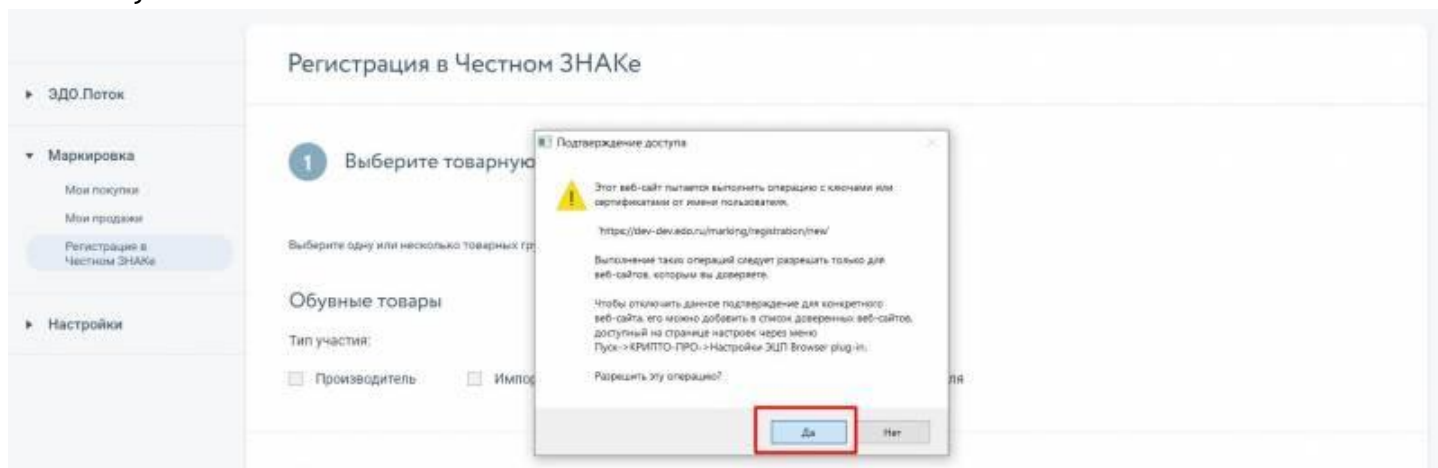 Регистрация в Честном ЗНАКе
ЭДО.Поток
Маркировка
Мои покупки
Мои продажи
Регистрация в
Честном ЗНАКе
Настройки
1 Выберите товарную
Выберите одну или несколько товарных гр
Обувные товары
Тип участия:
Производитель
Импор
ля
Подтверждение доступа
Этот веб-сайт пытается выполнить операцию с ключами или
сертификатами от имени пользователя.
'https://dev-dev.edo.ru/marking/registration/new/
Выполнение таких операций следует разрешать только для
веб-сайтов, которым вы доверяете.
Чтобы отключить данное подтверждение для конкретного
веб-сайта, его можно добавить в список доверенных веб-сайтов,
доступный на странице настроек через меню
Пуск->КРИПТО-ПРО->Настройки ЭЦП Browser plug-in.
Разрешить эту операцию?
Да
Нет